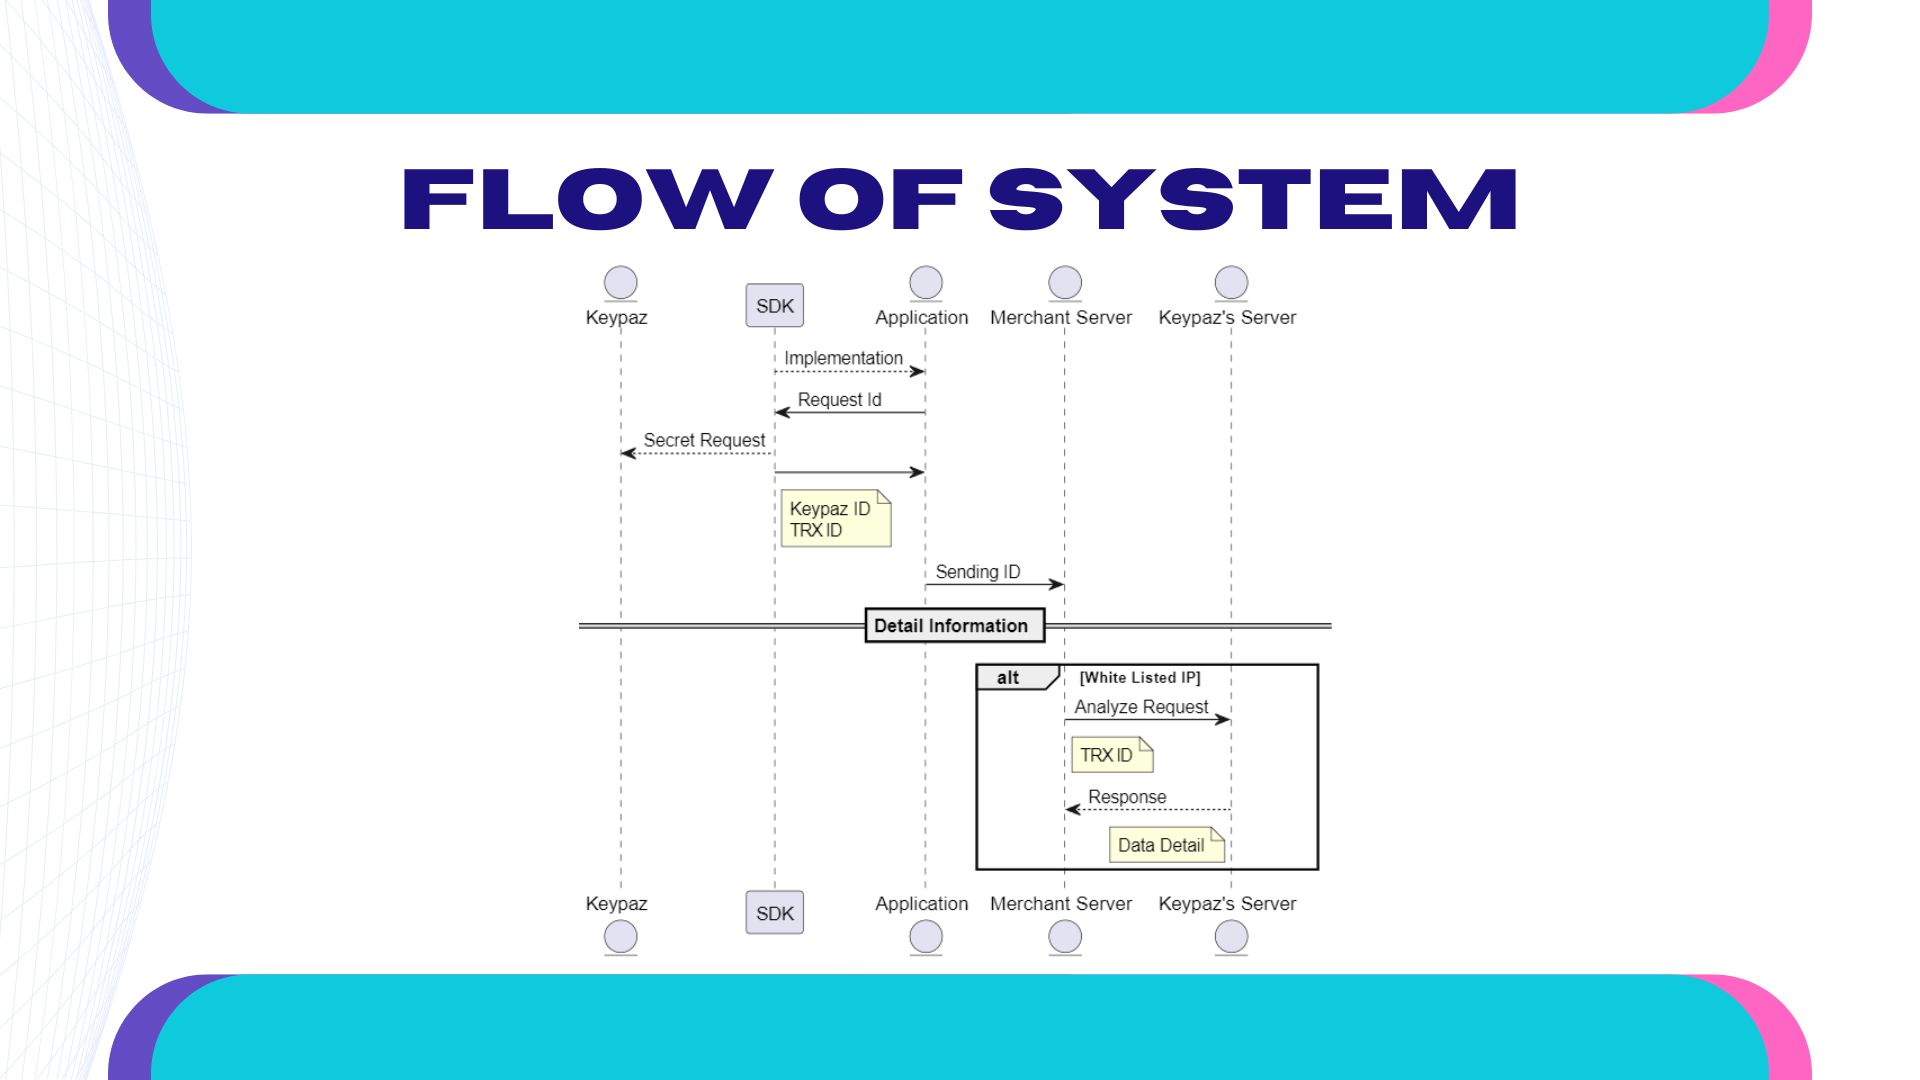 FLOW OF SYSTEM
Keypaz
SDK
Application
Merchant Server
Keypaz's Server
Implementation
Request Id
Secret Request
Keypaz ID
TRX ID
Sending ID
Detail Information
alt
[White Listed IP]
Analyze Request
TRX ID
Response
Data Detail
Keypaz
SDK
Application
Merchant Server
Keypaz's Server